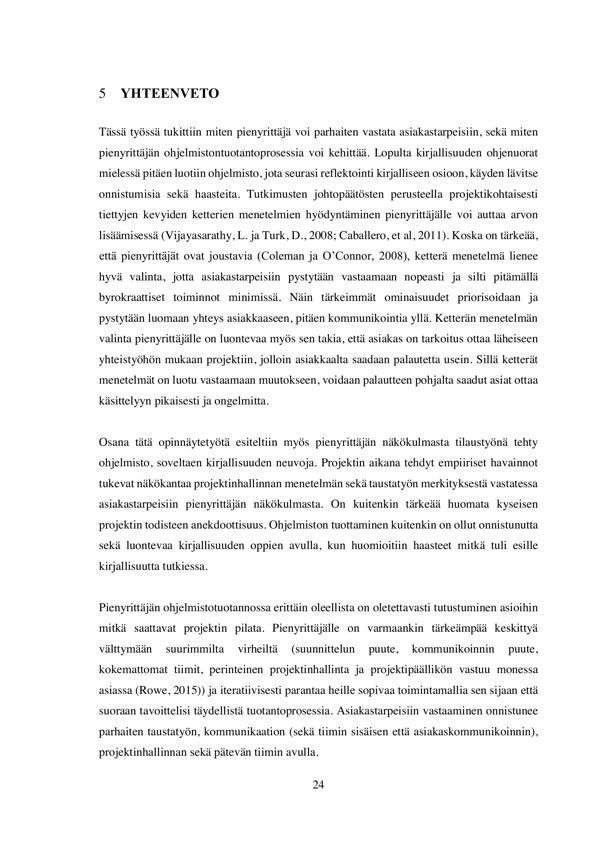 5 YHTEENVETO
Tässä työssä tukittiin miten pienyrittäjä voi parhaiten vastata asiakastarpeisiin, sekä miten
pienyrittäjän ohjelmistontuotantoprosessia voi kehittää. Lopulta kirjallisuuden ohjenuorat
mielessä pitäen luotiin ohjelmisto, jota seurasi reflektointi kirjalliseen osioon, käyden lävitse
onnistumisia sekä haasteita. Tutkimusten johtopäätösten perusteella projektikohtaisesti
tiettyjen kevyiden ketterien menetelmien hyödyntäminen pienyrittäjälle voi auttaa arvon
lisäämisessä (Vijayasarathy, L. ja Turk, D., 2008; Caballero, et al, 2011). Koska on tärkeää,
että pienyrittäjät ovat joustavia (Coleman ja O’Connor, 2008), ketterä menetelmä lienee
hyvä valinta, jotta asiakastarpeisiin pystytään vastaamaan nopeasti ja silti pitämällä
byrokraattiset toiminnot minimissä. Näin tärkeimmät ominaisuudet priorisoidaan ja
pystytään luomaan yhteys asiakkaaseen, pitäen kommunikointia yllä. Ketterän menetelmän
valinta pienyrittäjälle on luontevaa myös sen takia, että asiakas on tarkoitus ottaa läheiseen
yhteistyöhön mukaan projektiin, jolloin asiakkaalta saadaan palautetta usein. Sillä ketterät
menetelmät on luotu vastaamaan muutokseen, voidaan palautteen pohjalta saadut asiat ottaa
käsittelyyn pikaisesti ja ongelmitta.
Osana tätä opinnäytetyötä esiteltiin myös pienyrittäjän näkökulmasta tilaustyönä tehty
ohjelmisto, soveltaen kirjallisuuden neuvoja. Projektin aikana tehdyt empiiriset havainnot
tukevat näkökantaa projektinhallinnan menetelmän sekä taustatyön merkityksestä vastatessa
asiakastarpeisiin pienyrittäjän näkökulmasta. On kuitenkin tärkeää huomata kyseisen
projektin todisteen anekdoottisuus. Ohjelmiston tuottaminen kuitenkin on ollut onnistunutta
sekä luontevaa kirjallisuuden oppien avulla, kun huomioitiin haasteet mitkä tuli esille
kirjallisuutta tutkiessa.
Pienyrittäjän ohjelmistotuotannossa erittäin oleellista on oletettavasti tutustuminen asioihin
mitkä saattavat projektin pilata. Pienyrittäjälle on varmaankin tärkeämpää keskittyä
välttymään suurimmilta virheiltä (suunnittelun puute, kommunikoinnin puute,
kokemattomat tiimit, perinteinen projektinhallinta ja projektipäällikön vastuu monessa
asiassa (Rowe, 2015)) ja iteratiivisesti parantaa heille sopivaa toimintamallia sen sijaan että
suoraan tavoittelisi täydellistä tuotantoprosessia. Asiakastarpeisiin vastaaminen onnistunee
parhaiten taustatyön, kommunikaation (sekä tiimin sisäisen että asiakaskommunikoinnin),
projektinhallinnan sekä pätevän tiimin avulla.
24